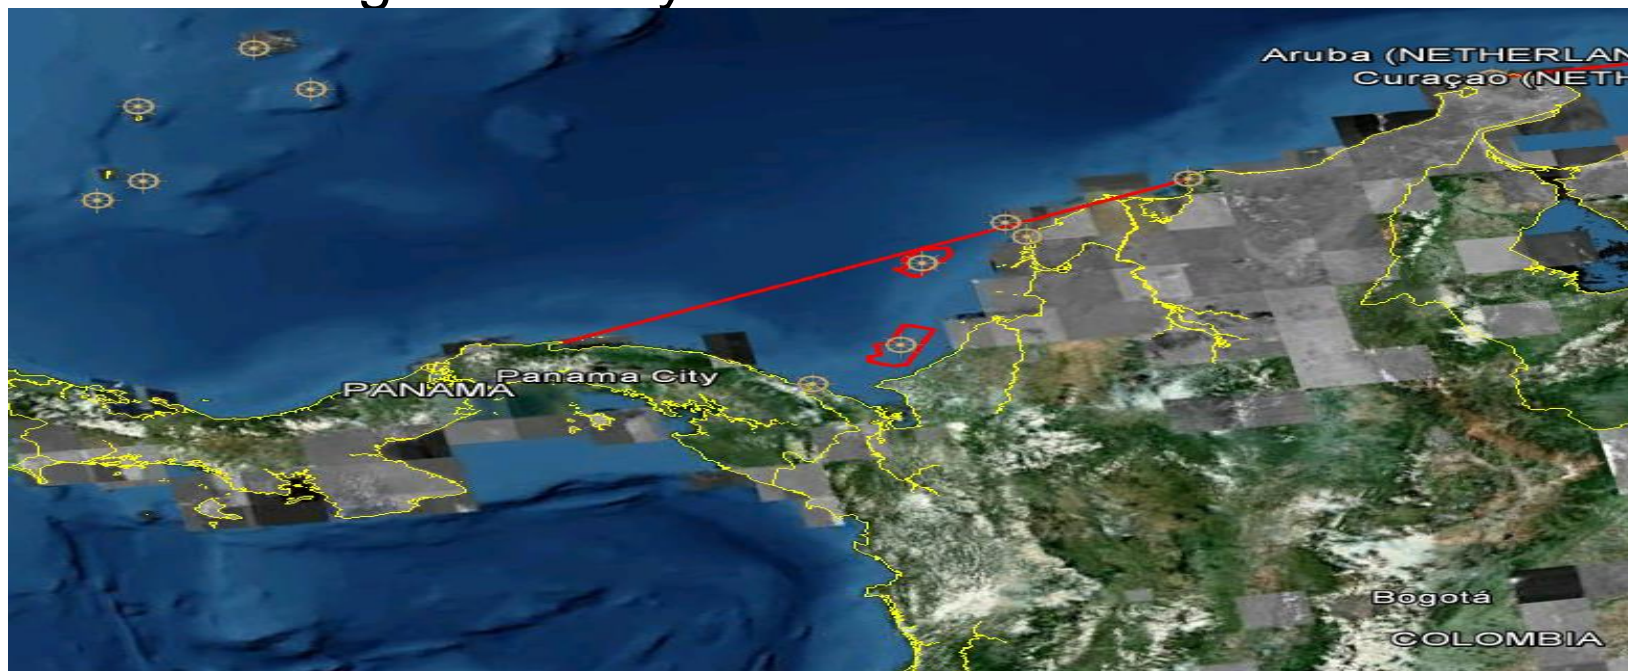 Aruba (NETHERLAN
Curaçao (NETH
Panama City
PANAMA
Bogotá
COLOMBIA